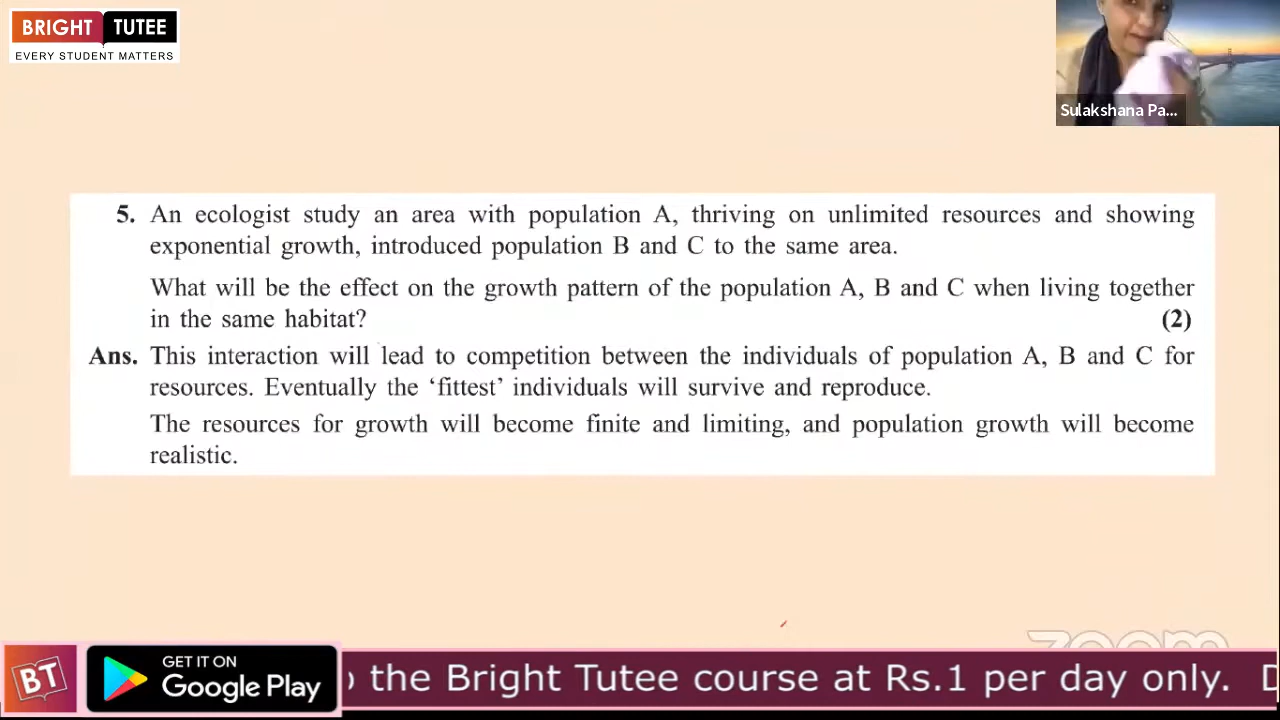 BRIGHT TUTEE
EVERY STUDENT MATTERS
Sulakshana Pa...
5. An ecologist study an area with population A, thriving on unlimited resources and showing
exponential growth, introduced population B and C to the same area.
What will be the effect on the growth pattern of the population A, B and C when living together
in the same habitat? (2)
Ans. This interaction will lead to competition between the individuals of population A, B and C for
resources. Eventually the ‘fittest’ individuals will survive and reproduce.
The resources for growth will become finite and limiting, and population growth will become
realistic.
zoom
BT
GET IT ON
Google Play
the Bright Tutee course at Rs.1 per day only.